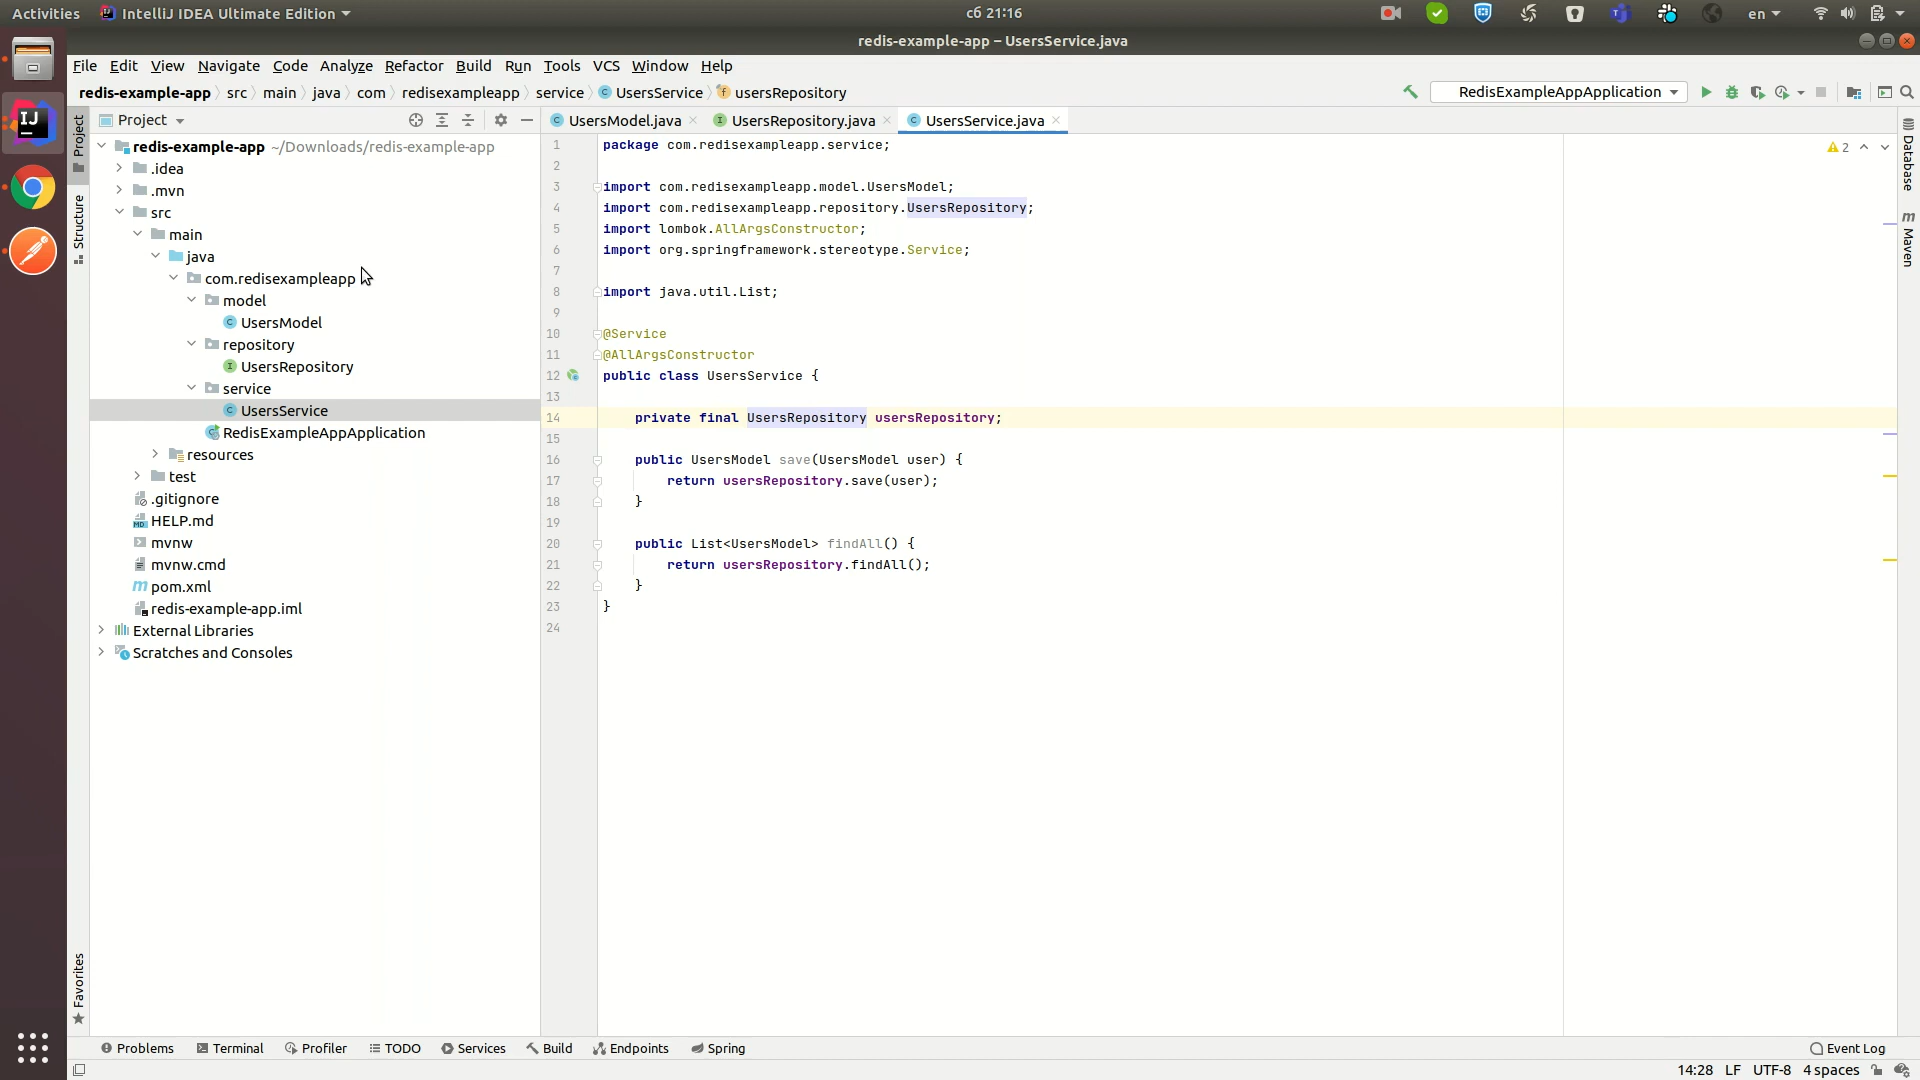 Activities IntelliJ IDEA Ultimate Edition сб 21:16 en
redis-example-app – UsersService.java
File Edit View Navigate Code Analyze Refactor Build Run Tools VCS Window Help
redis-example-app src main java com redisexampleapp service UsersService usersRepository RedisExampleAppApplication
Project
UsersModel.java UsersRepository.java UsersService.java
redis-example-app ~/Downloads/redis-example-app
.idea
.mvn
src
main
java
com.redisexampleapp
model
UsersModel
repository
UsersRepository
service
UsersService
RedisExampleAppApplication
resources
test
.gitignore
HELP.md
mvnw
mvnw.cmd
pom.xml
redis-example-app.iml
External Libraries
Scratches and Consoles
1 package com.redisexampleapp.service;
2
3 import com.redisexampleapp.model.UsersModel;
4 import com.redisexampleapp.repository.UsersRepository;
5 import lombok.AllArgsConstructor;
6 import org.springframework.stereotype.Service;
7
8 import java.util.List;
9
10 @Service
11 @AllArgsConstructor
12 public class UsersService {
13
14 private final UsersRepository usersRepository;
15
16 public UsersModel save(UsersModel user) {
17 return usersRepository.save(user);
18 }
19
20 public List<UsersModel> findAll() {
21 return usersRepository.findAll();
22 }
23 }
24
2
Project
Structure
Favorites
Database
Maven
Problems Terminal Profiler TODO Services Build Endpoints Spring Event Log
14:28 LF UTF-8 4 spaces